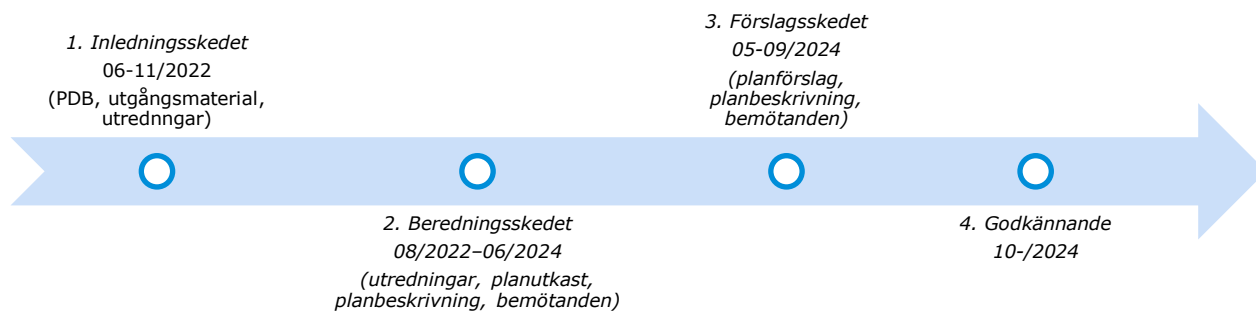 1. Inledningsskedet
06-11/2022
(PDB, utgångsmaterial,
utrednngar)
2. Beredningsskedet
08/2022–06/2024
(utredningar, planutkast,
planbeskrivning, bemötanden)
3. Förslagsskedet
05-09/2024
(planförslag,
planbeskrivning,
bemötanden)
4. Godkännande
10-/2024